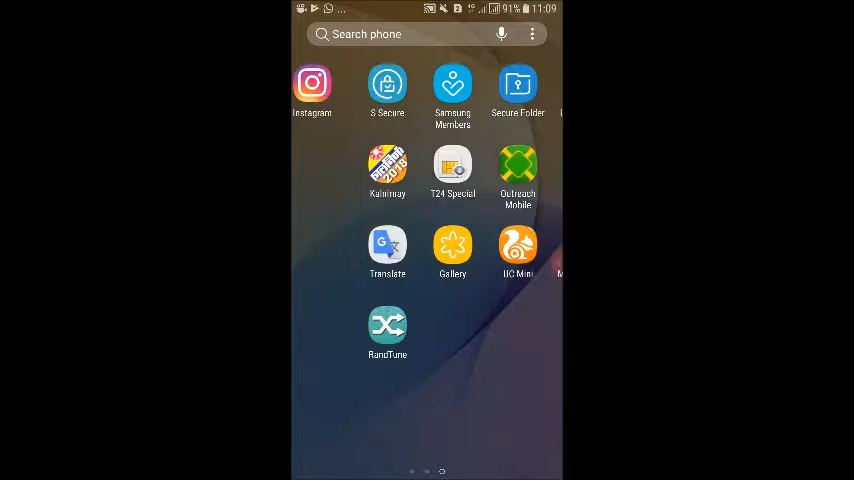 ... 91% 11:09
Search phone
Instagram S Secure Samsung Members Secure Folder
Kalnirnay T24 Special Outreach Mobile
2018
Translate Gallery UC Mini
RandTune